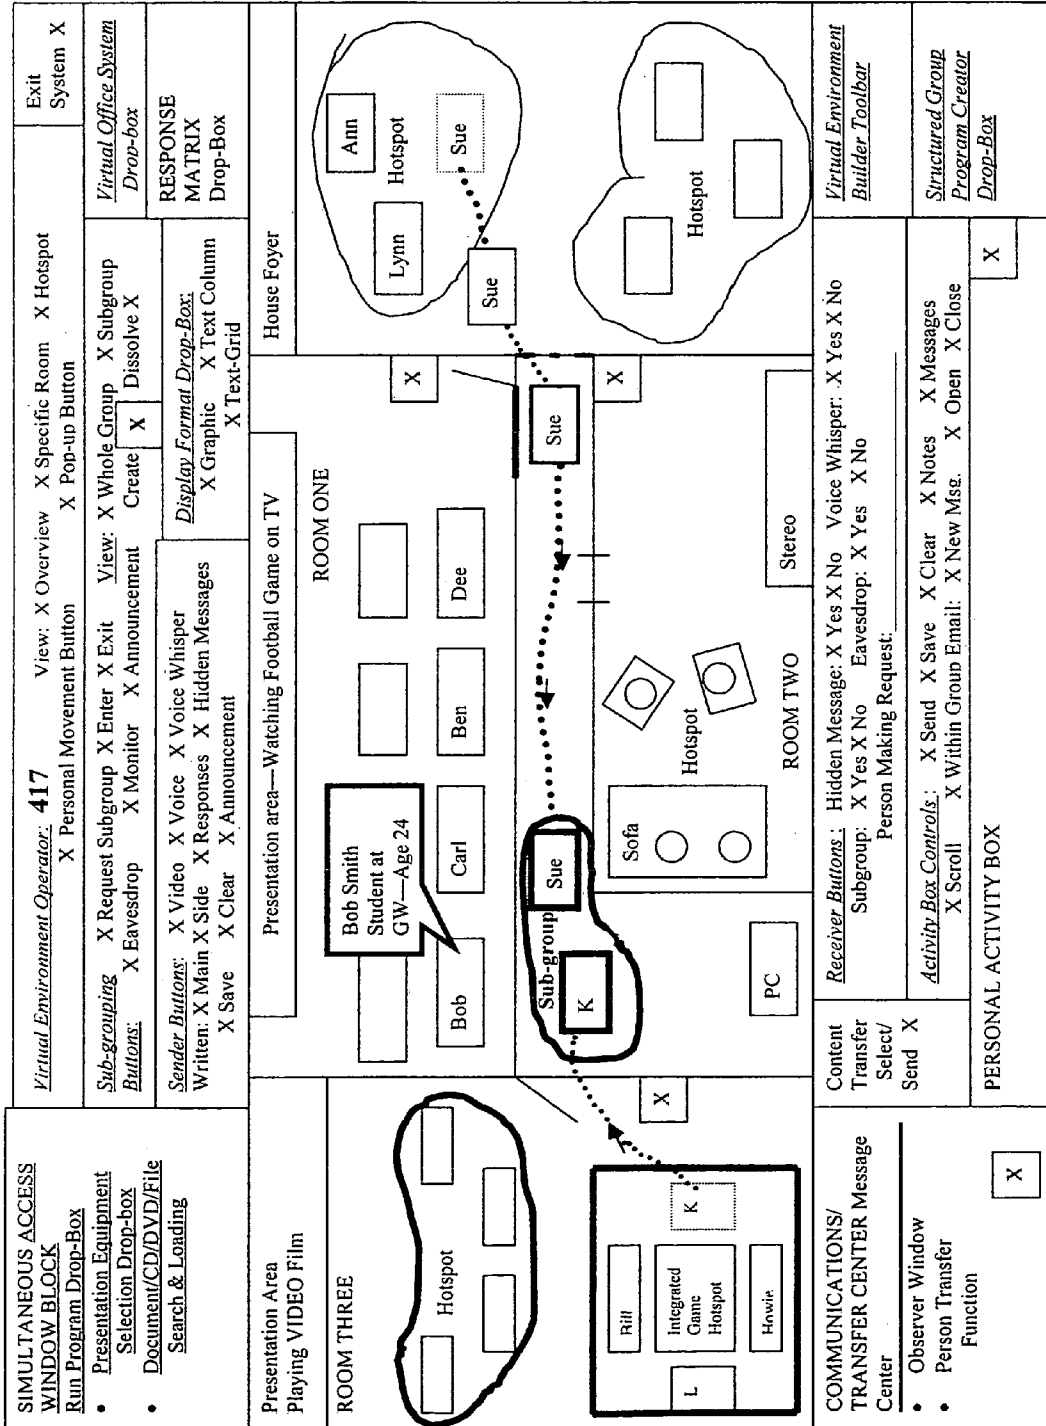 SIMULTANEOUS ACCESS
WINDOW BLOCK
Run Program Drop-Box
• Presentation Equipment
Selection Drop-box
• Document/CD/DVD/File
Search & Loading
Virtual Environment Operator: 417 View: X Overview X Specific Room X Hotspot
X Personal Movement Button X Pop-up Button
Exit
System X
Sub-grouping X Request Subgroup X Enter X Exit View: X Whole Group X Subgroup
Buttons: X Eavesdrop X Monitor X Announcement Create X Dissolve X
Virtual Office System
Drop-box
Sender Buttons: X Video X Voice X Voice Whisper
Written: X Main X Side X Responses X Hidden Messages
X Save X Clear X Announcement
Display Format Drop-Box:
X Graphic X Text Column
X Text-Grid
RESPONSE
MATRIX
Drop-Box
Presentation Area
Playing VIDEO Film
ROOM THREE
Hotspot
Bill
Integrated
Game
Hotspot
Howie
L
K
X
Presentation area—Watching Football Game on TV
ROOM ONE
Bob Smith
Student at
GW—Age 24
Bob
Carl
Ben
Dee
X
Sub-group
K
Sue
Sue
PC
Sofa
Hotspot
ROOM TWO
Stereo
X
House Foyer
Sue
Lynn
Ann
Hotspot
Sue
Hotspot
COMMUNICATIONS/
TRANSFER CENTER Message
Center
• Observer Window
• Person Transfer
Function
X
Content
Transfer
Select/
Send X
Receiver Buttons : Hidden Message: X Yes X No Voice Whisper: X Yes X No
Subgroup: X Yes X No Eavesdrop: X Yes X No
Person Making Request:
Activity Box Controls : X Send X Save X Clear X Notes X Messages
X Scroll X Within Group Email: X New Msg. X Open X Close
PERSONAL ACTIVITY BOX
X
Virtual Environment
Builder Toolbar
Structured Group
Program Creator
Drop-Box